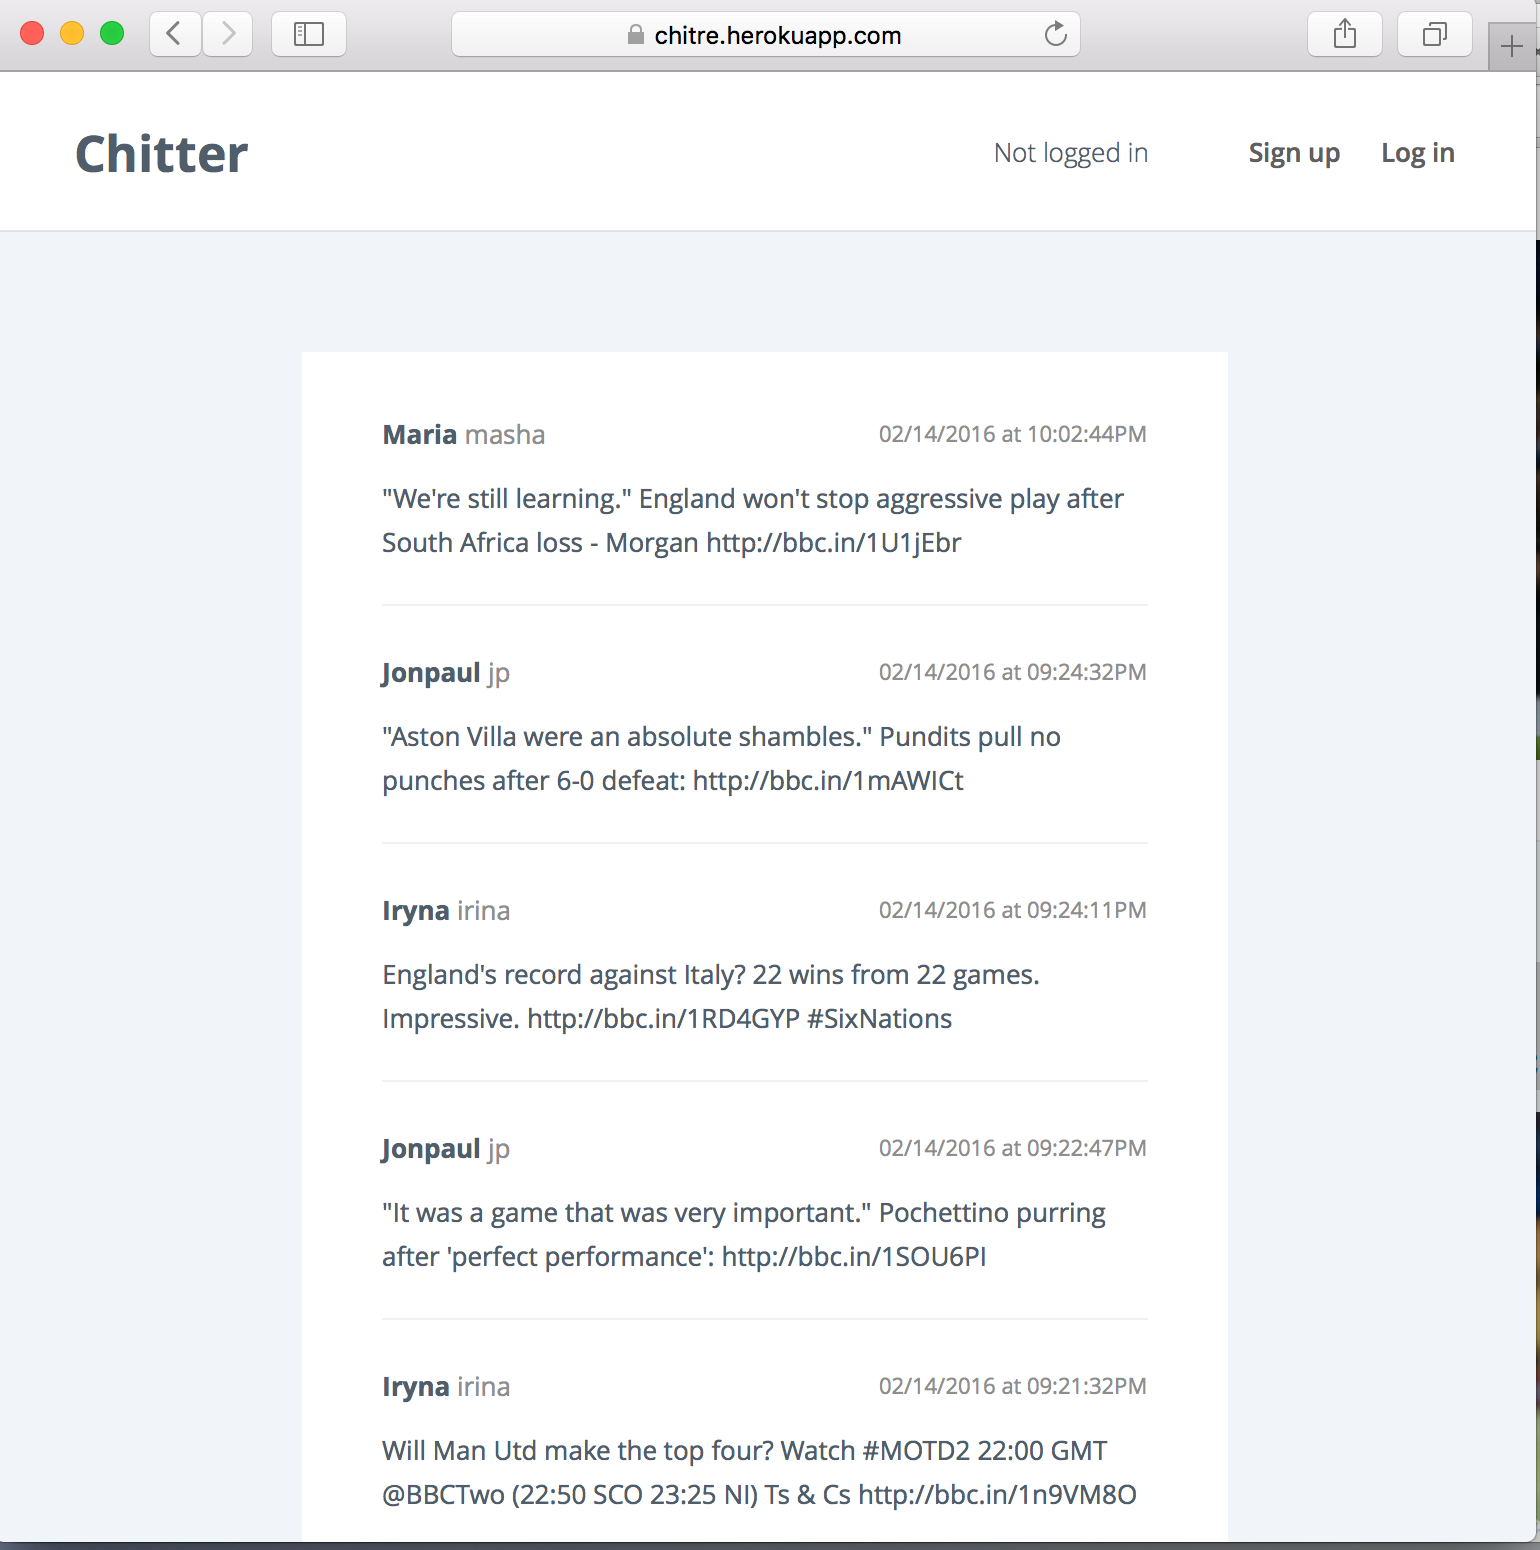 chitre.herokuapp.com
Chitter
Not logged in
Sign up
Log in
Maria masha
02/14/2016 at 10:02:44PM
"We're still learning." England won't stop aggressive play after
South Africa loss - Morgan http://bbc.in/1U1jEbr
Jonpaul jp
02/14/2016 at 09:24:32PM
"Aston Villa were an absolute shambles." Pundits pull no
punches after 6-0 defeat: http://bbc.in/1mAWICt
Iryna irina
02/14/2016 at 09:24:11PM
England's record against Italy? 22 wins from 22 games.
Impressive. http://bbc.in/1RD4GYP #SixNations
Jonpaul jp
02/14/2016 at 09:22:47PM
"It was a game that was very important." Pochettino purring
after 'perfect performance': http://bbc.in/1SOU6PI
Iryna irina
02/14/2016 at 09:21:32PM
Will Man Utd make the top four? Watch #MOTD2 22:00 GMT
@BBCTwo (22:50 SCO 23:25 NI) Ts & Cs http://bbc.in/1n9VM8O